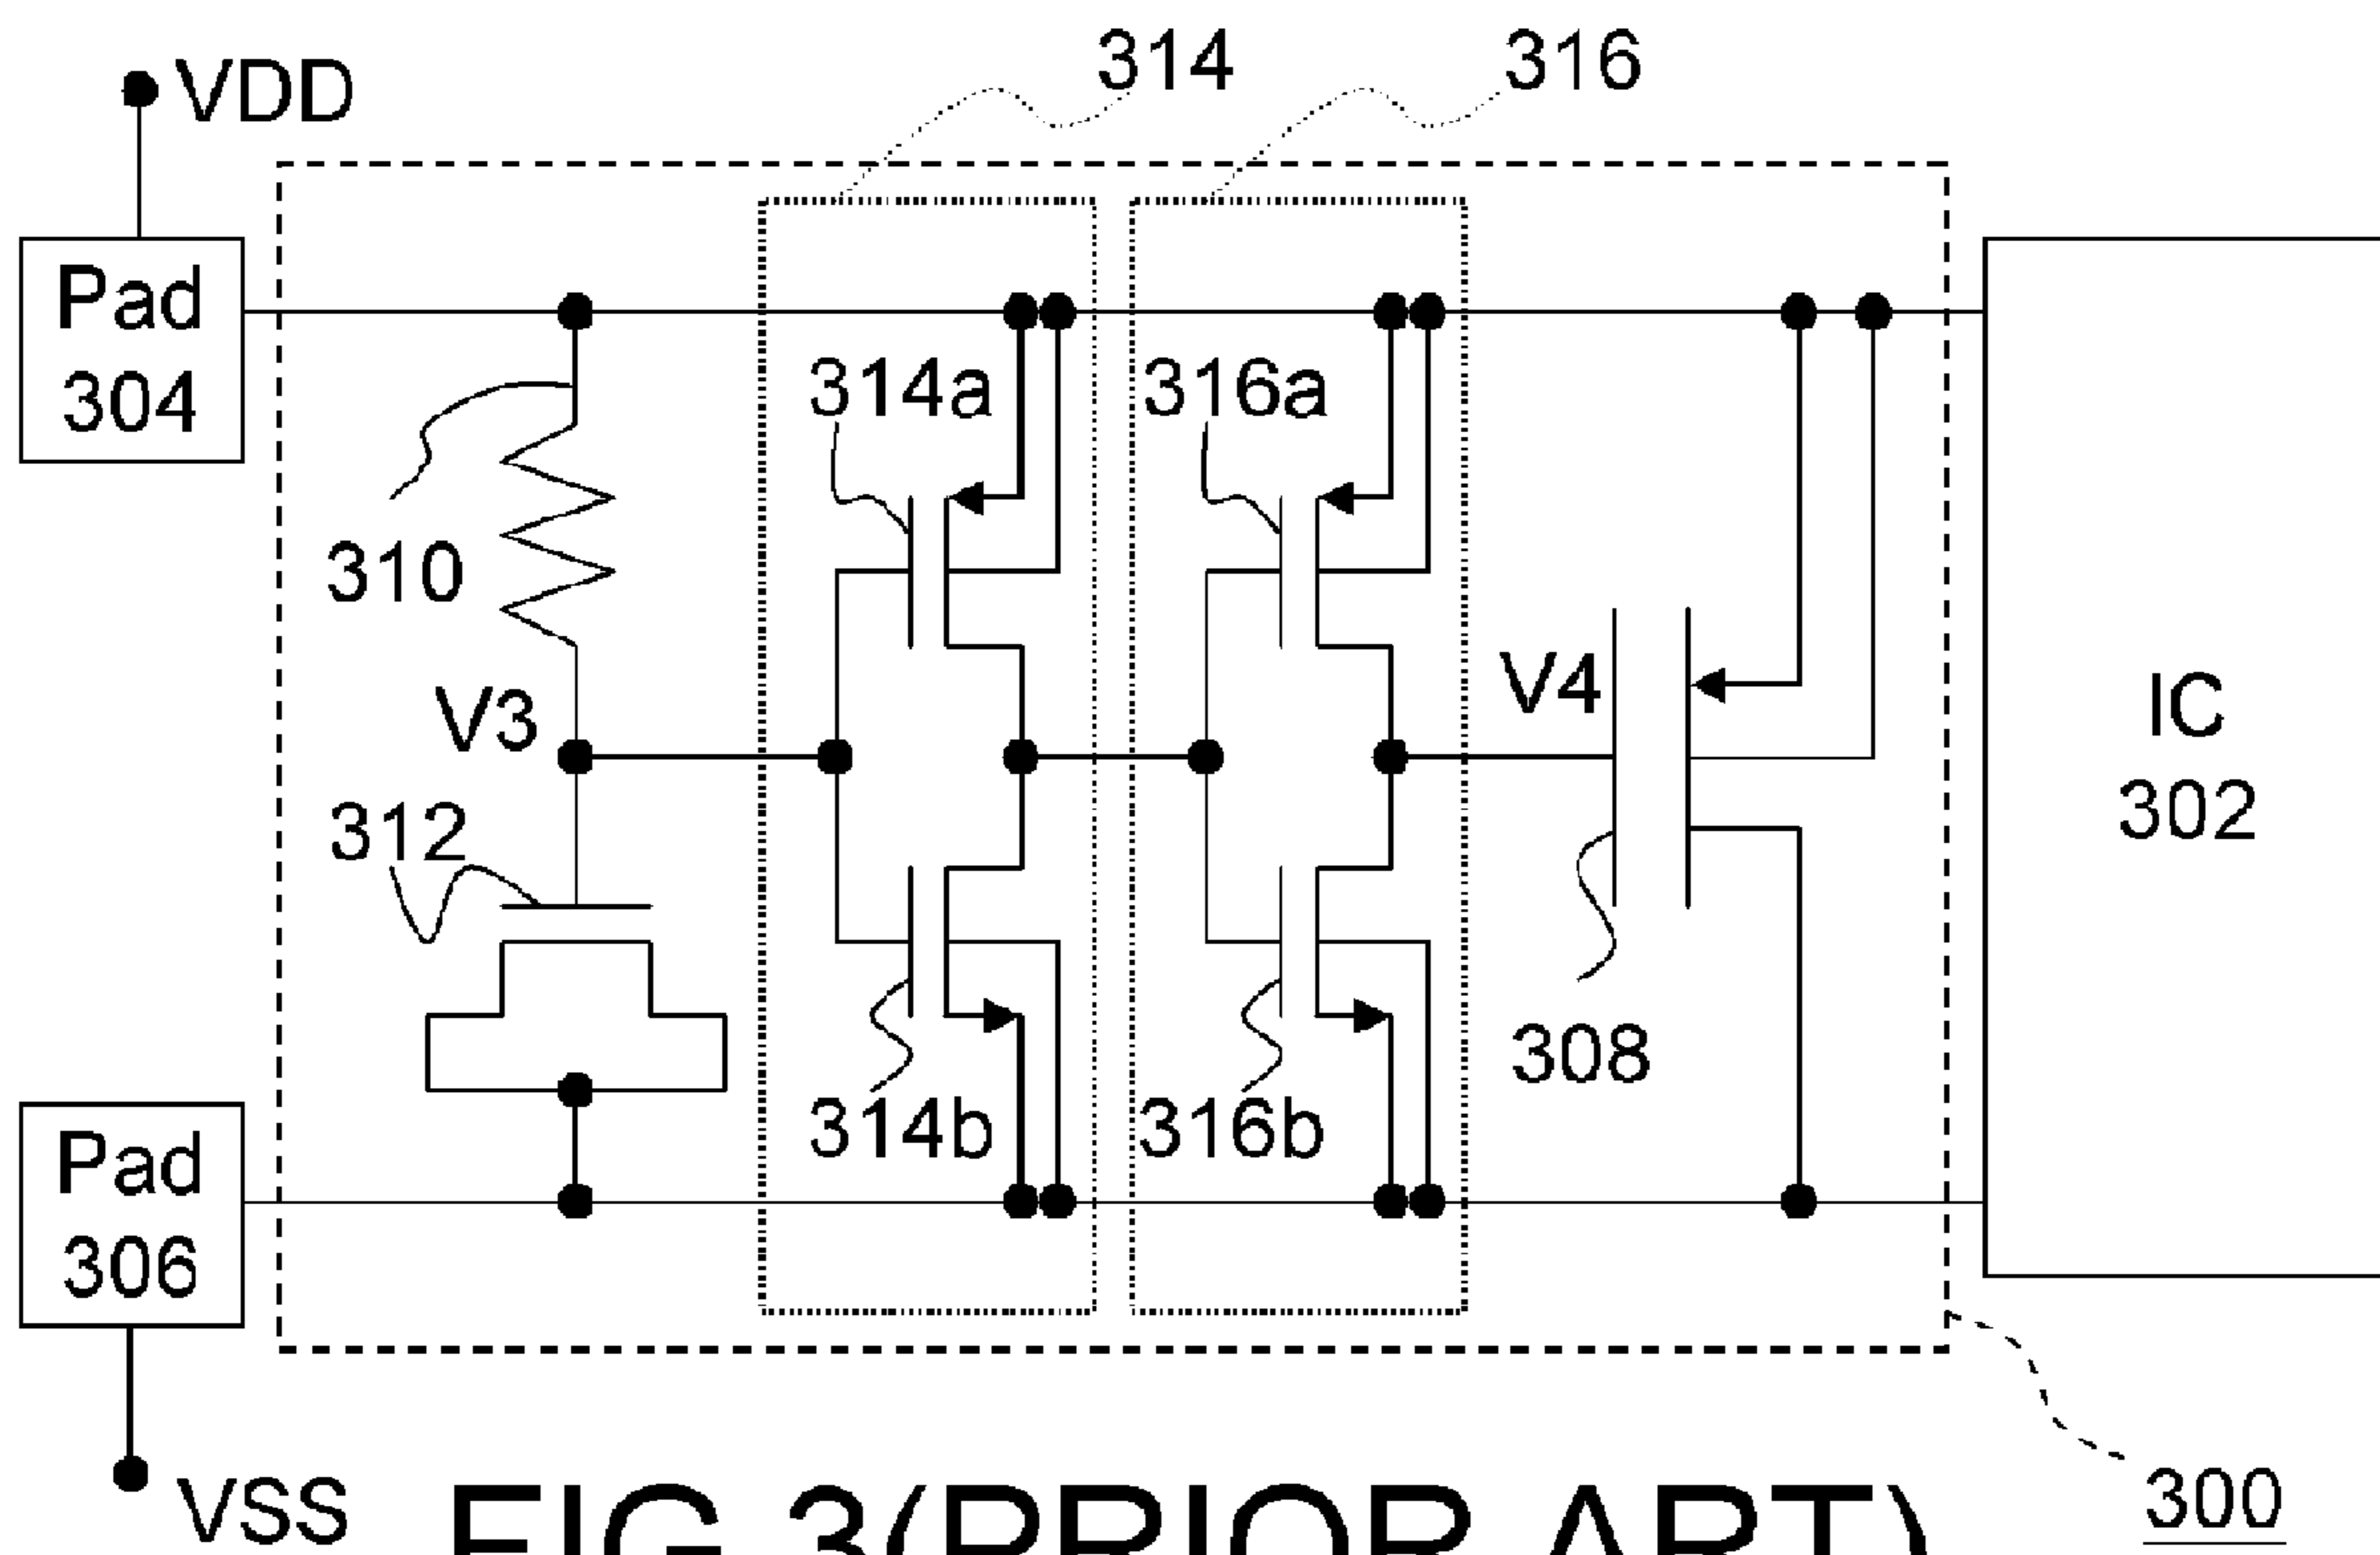 314
316
VDD
Pad
304
314a
316a
310
V3
V4
IC
302
312
308
314b
316b
Pad
306
VSS
FIG.3(PRIOR ART)
300